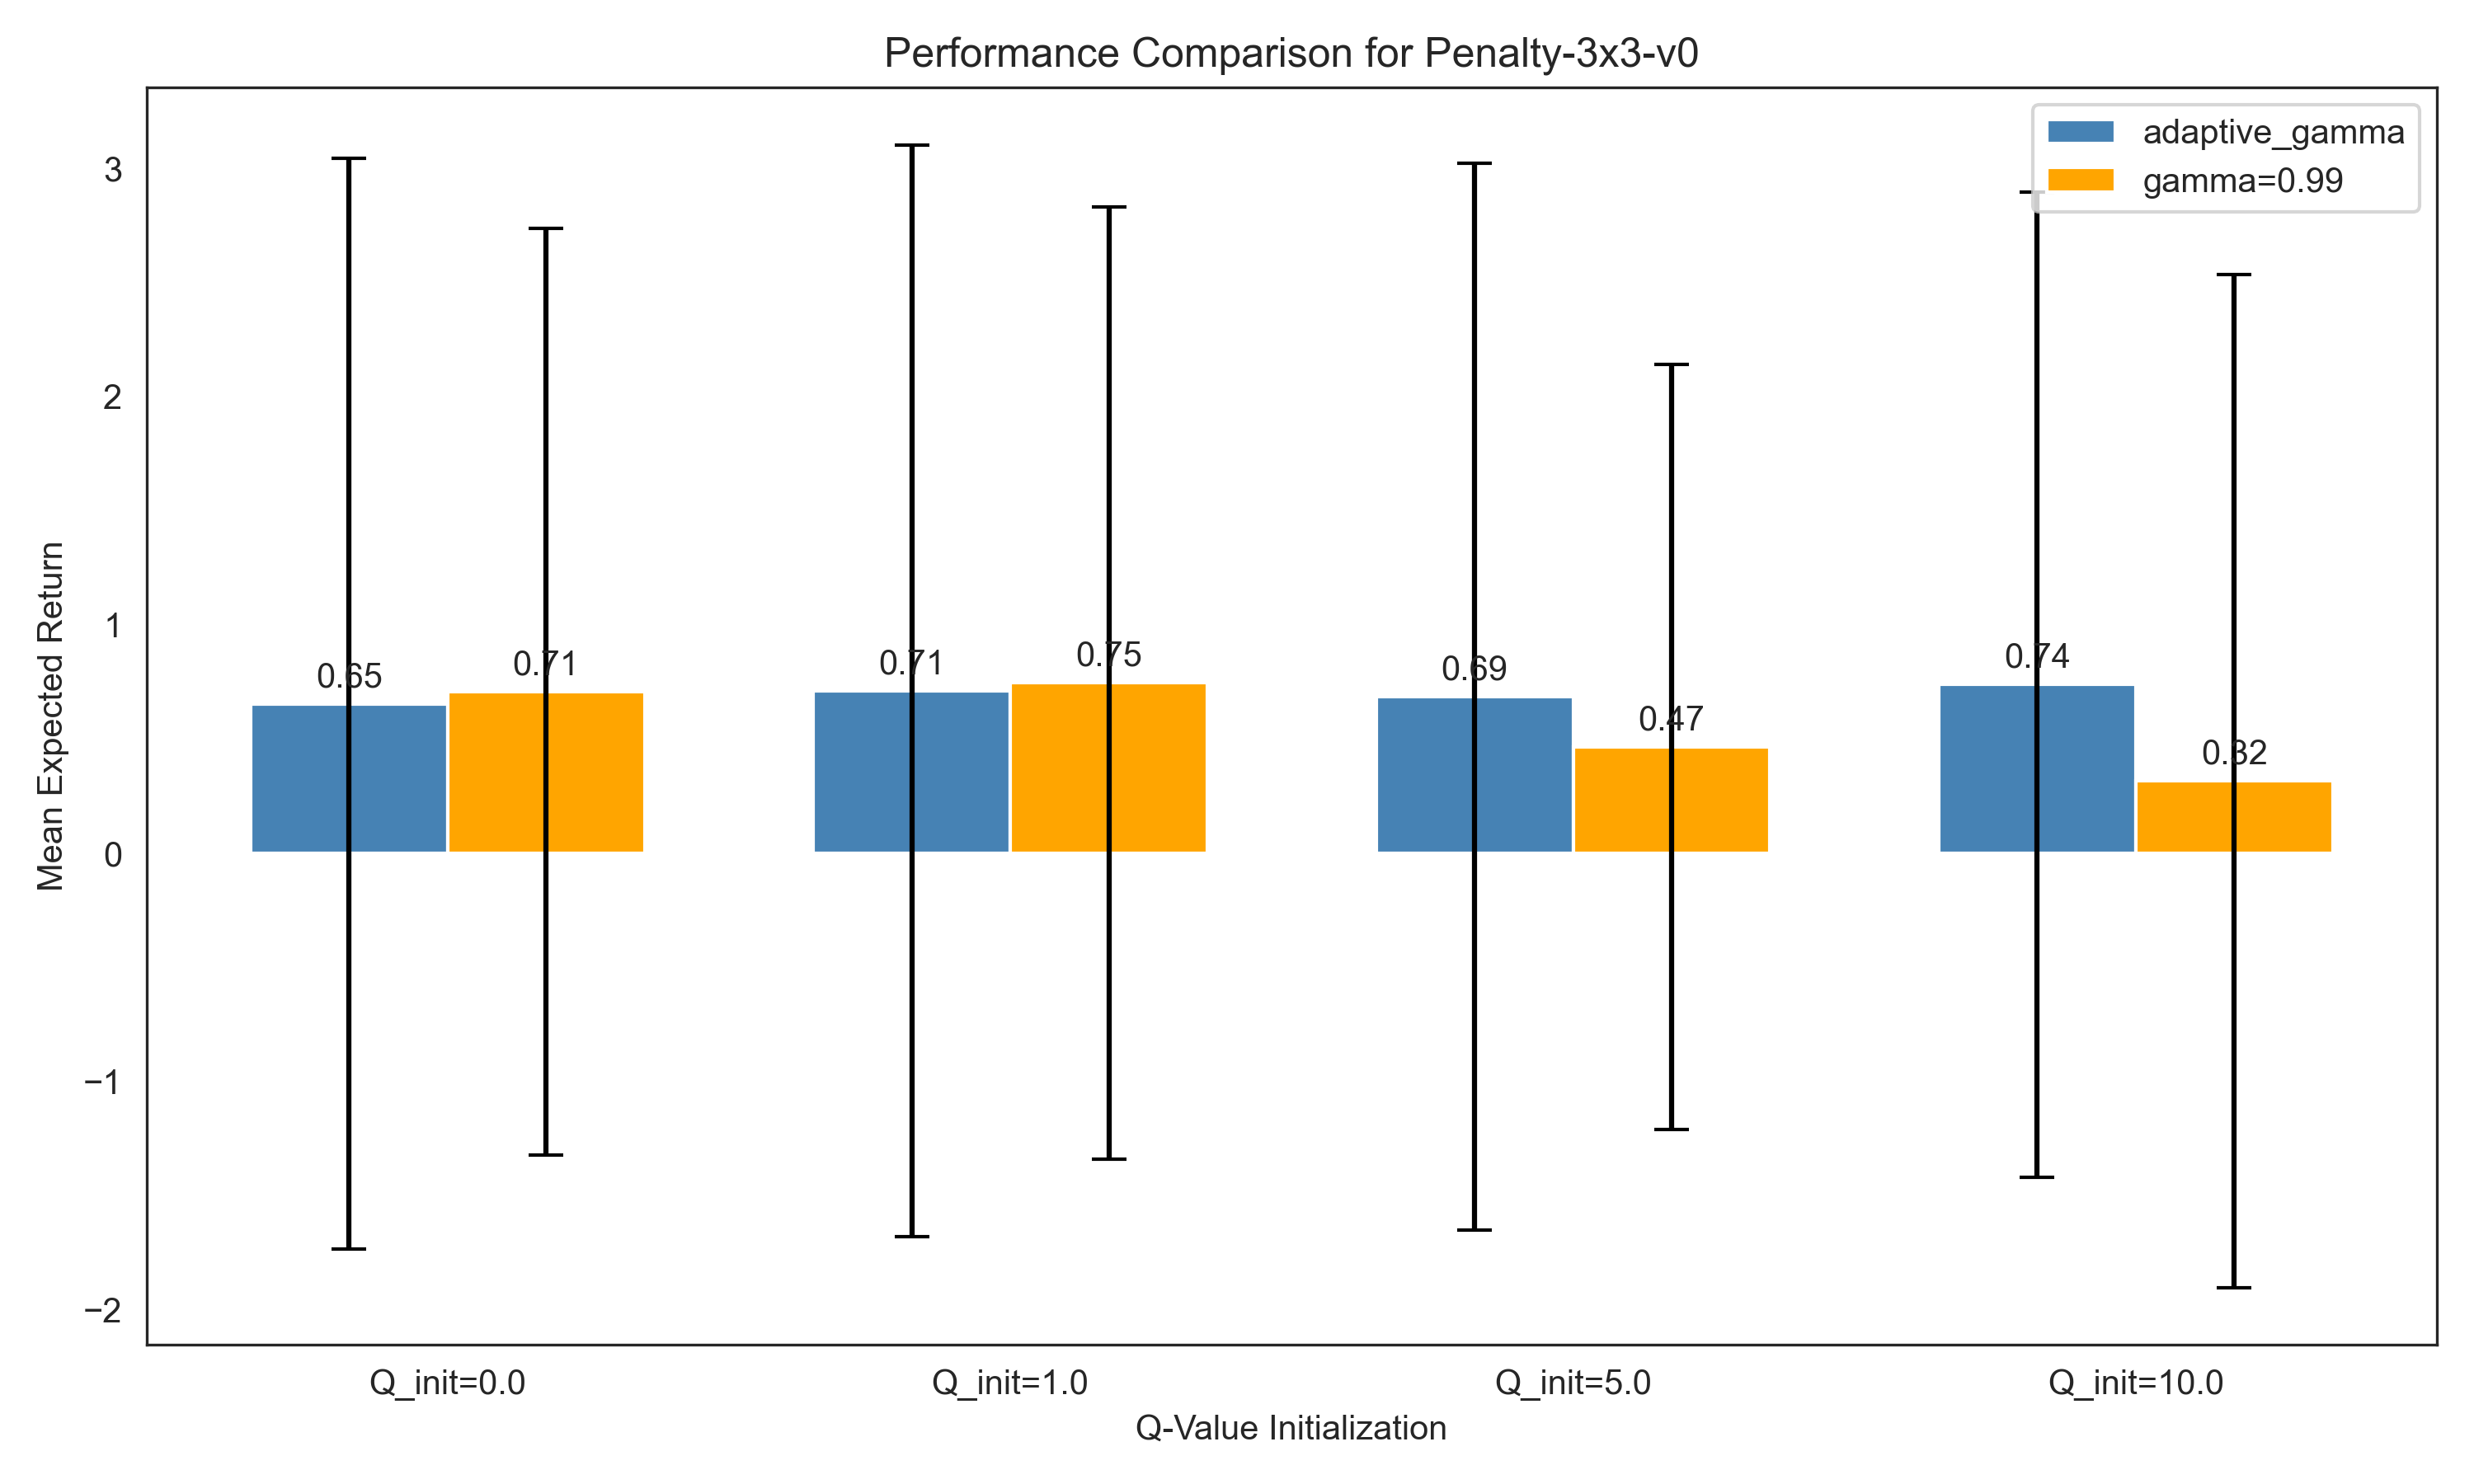 Performance Comparison for Penalty-3x3-v0
adaptive_gamma
gamma=0.99
Mean Expected Return
3
2
1
0
−1
−2
0.65
0.71
0.71
0.75
0.69
0.47
0.74
0.32
Q_init=0.0
Q_init=1.0
Q_init=5.0
Q_init=10.0
Q-Value Initialization